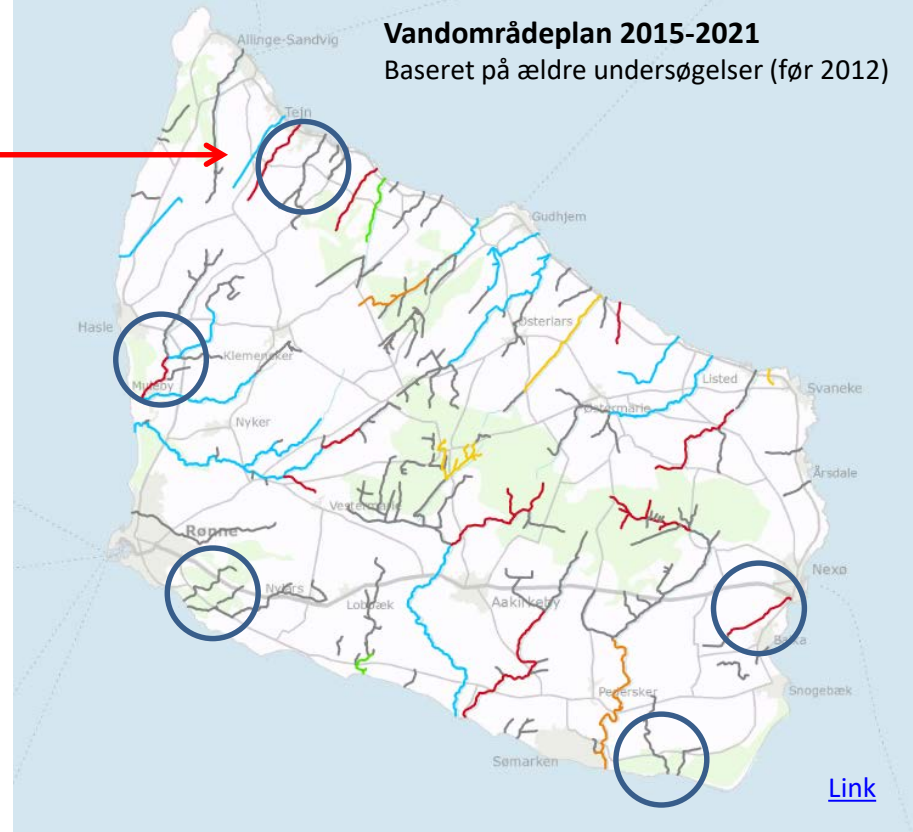 Vandområdeplan 2015-2021
Baseret på ældre undersøgelser (før 2012)
Allinge-Sandvig
Tejn
Gudhjem
Hasle
Klemensker
Østerlars
Muleby
Listed
Svaneke
Nyker
Østermarie
Årsdale
Vestermarie
Rønne
Nexø
Nylars
Lobbæk
Aakirkeby
Balka
Pedersker
Snogebæk
Sømarken
Link